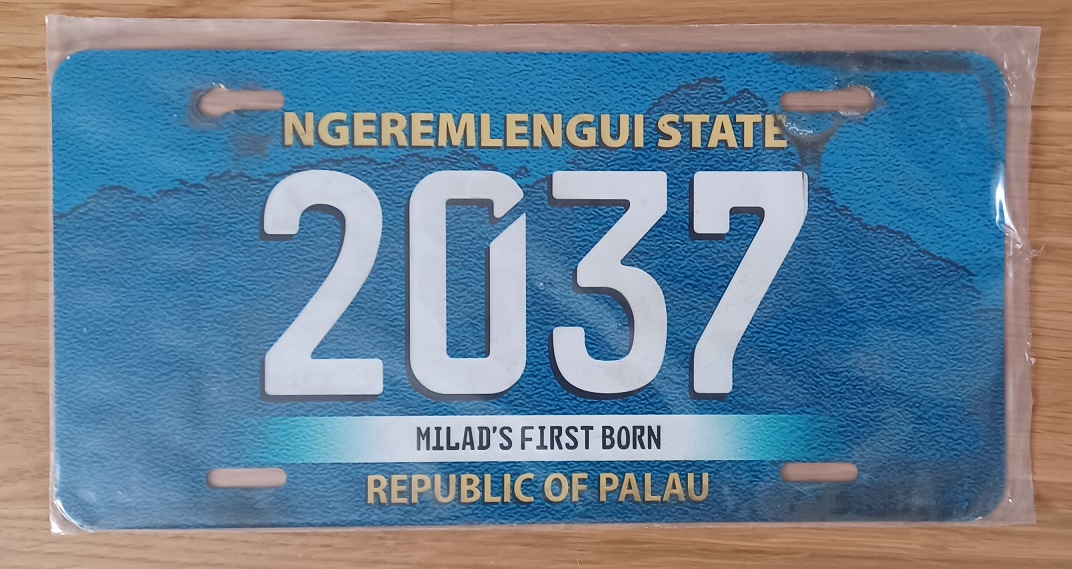 NGEREMLENGUI STATE
2037
MILAD'S FIRST BORN
REPUBLIC OF PALAU